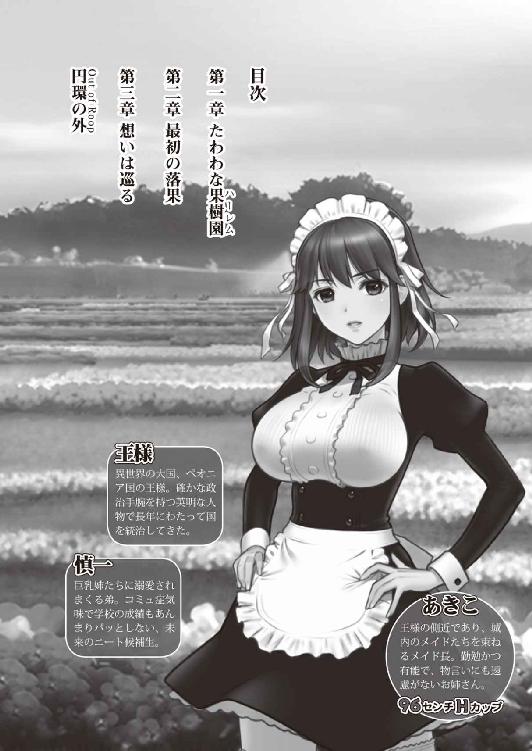 目次
第一章 たわわな果樹園
ハーレム
第二章 最初の落果
第三章 想いは巡る
円環の外
Out of Roop
王様
異世界の大国、ペオニ
ア国の王様。確かな政
治手腕を持つ英明な人
物で長年にわたって国
を統治してきた。
慎一
巨乳姉たちに溺愛され
まくる弟。コミュ症気
味で学校の成績もあん
まりパッとしない、未
来のニート候補生。
あきこ
王様の側近であり、城
内のメイドたちを束ね
るメイド長。勤勉かつ
有能で、物言いにも遠
慮がないお姉さん。
96センチHカップ